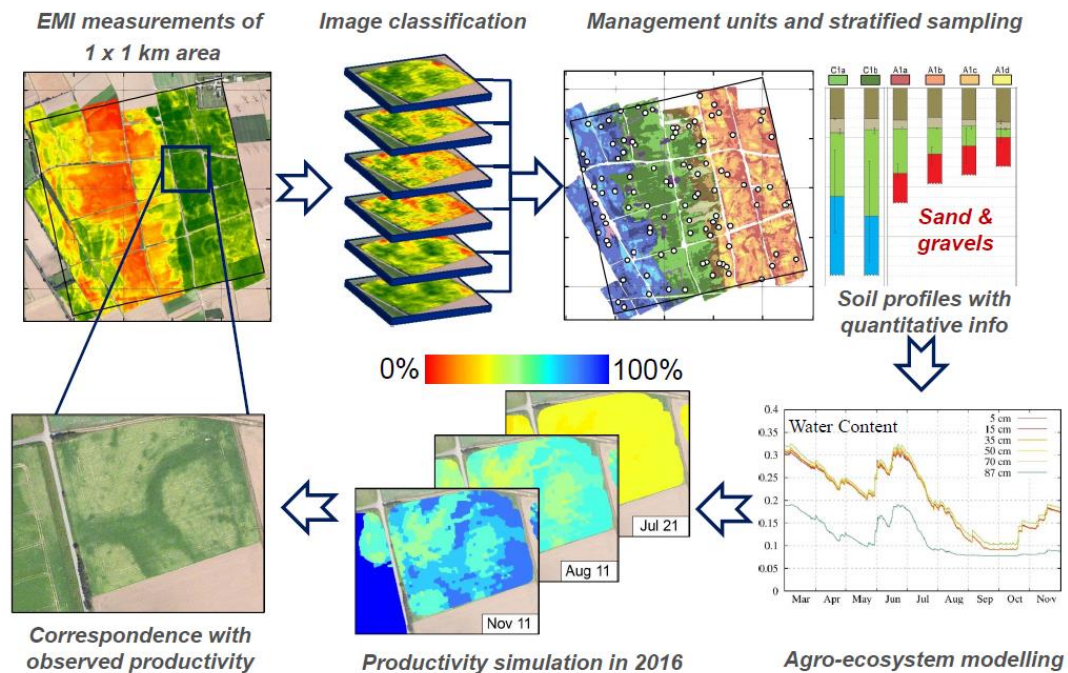 EMI measurements of
1 x 1 km area
Image classification
Management units and stratified sampling
C1a C1b A1a A1b A1c A1d
Sand &
gravels
Soil profiles with
quantitative info
0% 100%
Jul 21
Aug 11
Nov 11
Water Content
5 cm
15 cm
35 cm
50 cm
70 cm
87 cm
0.4
0.35
0.3
0.25
0.2
0.15
0.1
0.05
0
Mar Apr May Jun Jul Aug Sep Oct Nov
Correspondence with
observed productivity
Productivity simulation in 2016
Agro-ecosystem modelling